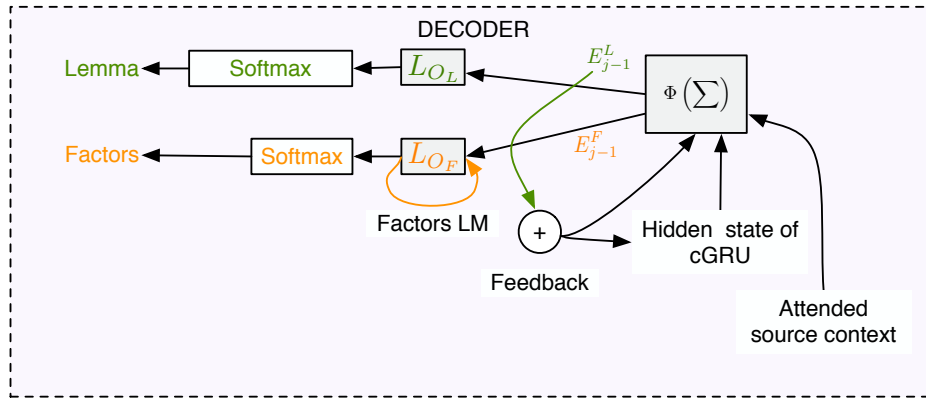 DECODER
Lemma
Softmax
L_{O_L}
E^L_{j-1}
Φ(∑)
Factors
Softmax
L_{O_F}
E^F_{j-1}
Factors LM
+
Feedback
Hidden state of
cGRU
Attended
source context